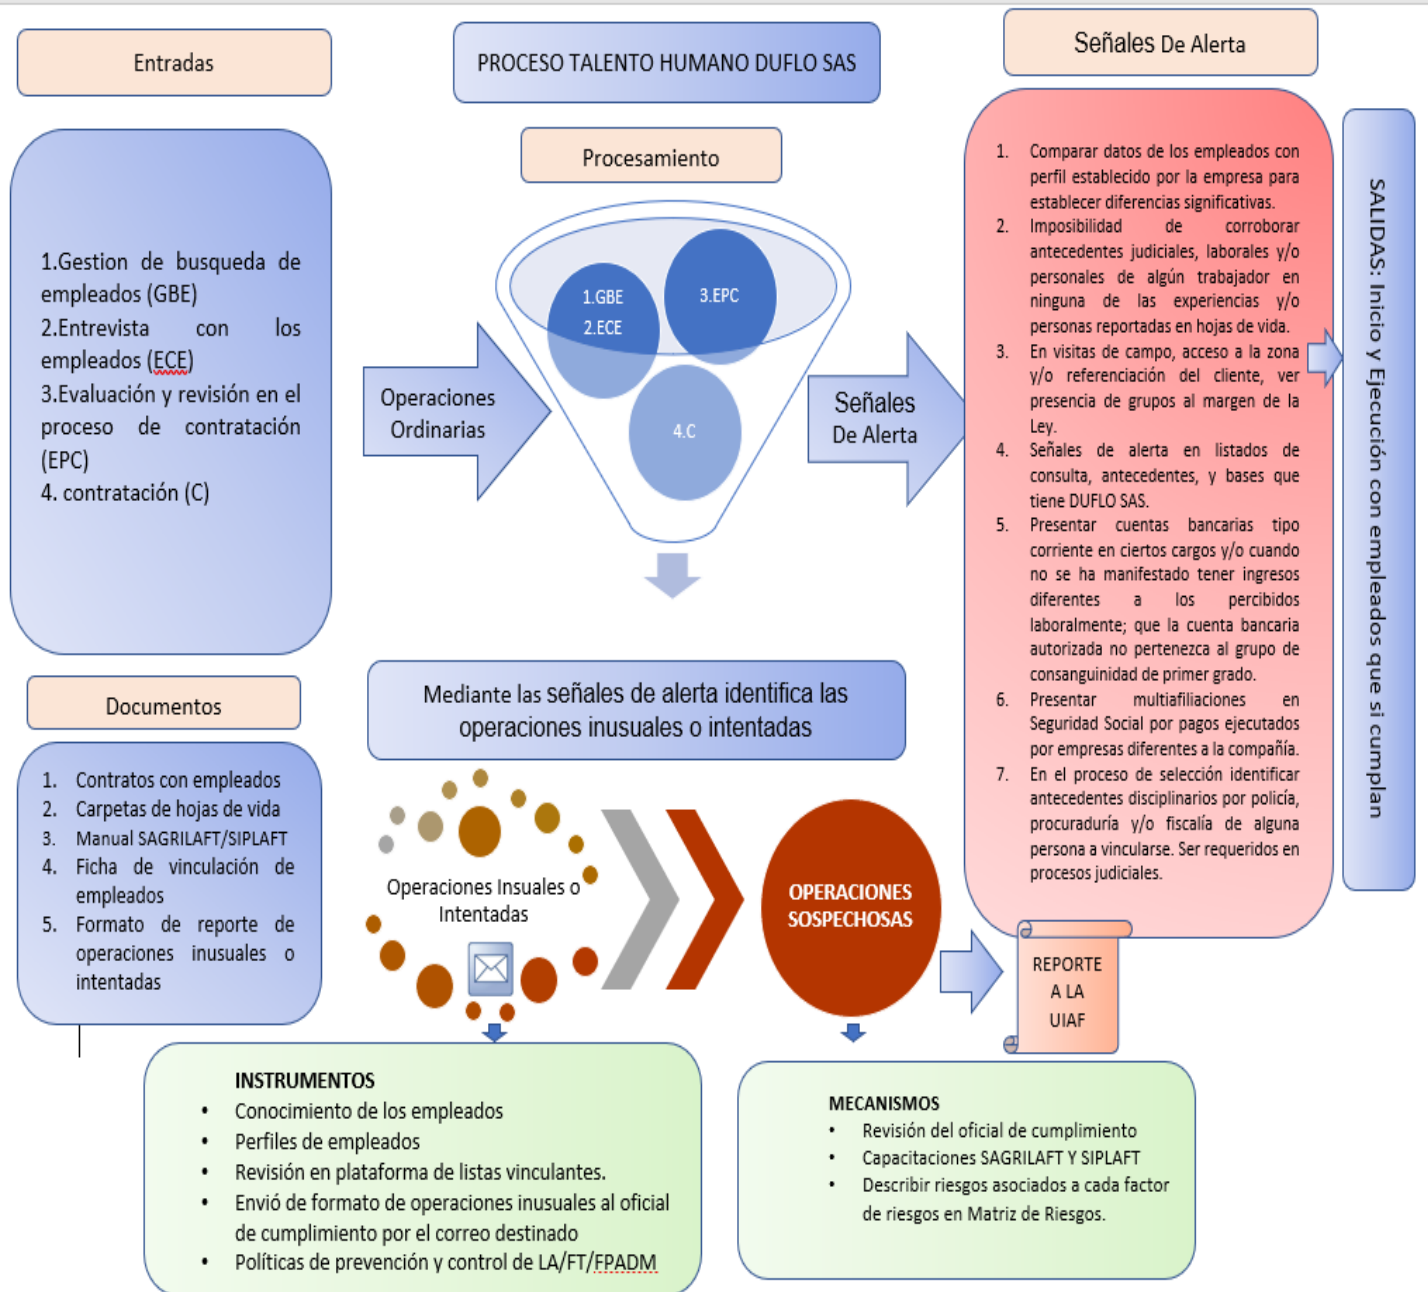 Entradas
PROCESO TALENTO HUMANO DUFLO SAS
Señales De Alerta
Procesamiento
1.Gestion de busqueda de
empleados (GBE)
2.Entrevista con los
empleados (ECE)
3.Evaluación y revisión en el
proceso de contratación
(EPC)
4. contratación (C)
Operaciones
Ordinarias
1.GBE
2.ECE
3.EPC
4.C
Señales
De Alerta
1. Comparar datos de los empleados con
perfil establecido por la empresa para
establecer diferencias significativas.
2. Imposibilidad de corroborar
antecedentes judiciales, laborales y/o
personales de algún trabajador en
ninguna de las experiencias y/o
personas reportadas en hojas de vida.
3. En visitas de campo, acceso a la zona
y/o referenciación del cliente, ver
presencia de grupos al margen de la
Ley.
4. Señales de alerta en listados de
consulta, antecedentes, y bases que
tiene DUFLO SAS.
5. Presentar cuentas bancarias tipo
corriente en ciertos cargos y/o cuando
no se ha manifestado tener ingresos
diferentes a los percibidos
laboralmente; que la cuenta bancaria
autorizada no pertenezca al grupo de
consanguinidad de primer grado.
6. Presentar multiafiliaciones en
Seguridad Social por pagos ejecutados
por empresas diferentes a la compañía.
7. En el proceso de selección identificar
antecedentes disciplinarios por policía,
procuraduría y/o fiscalía de alguna
persona a vincularse. Ser requeridos en
procesos judiciales.
SALIDAS: Inicio y Ejecución con empleados que si cumplan
Documentos
1. Contratos con empleados
2. Carpetas de hojas de vida
3. Manual SAGRILAFT/SIPLAFT
4. Ficha de vinculación de
empleados
5. Formato de reporte de
operaciones inusuales o
intentadas
Mediante las señales de alerta identifica las
operaciones inusuales o intentadas
Operaciones Insuales o
Intentadas
OPERACIONES
SOSPECHOSAS
REPORTE
A LA
UIAF
INSTRUMENTOS
• Conocimiento de los empleados
• Perfiles de empleados
• Revisión en plataforma de listas vinculantes.
• Envió de formato de operaciones inusuales al oficial
de cumplimiento por el correo destinado
• Políticas de prevención y control de LA/FT/FPADM
MECANISMOS
• Revisión del oficial de cumplimiento
• Capacitaciones SAGRILAFT Y SIPLAFT
• Describir riesgos asociados a cada factor
de riesgos en Matriz de Riesgos.